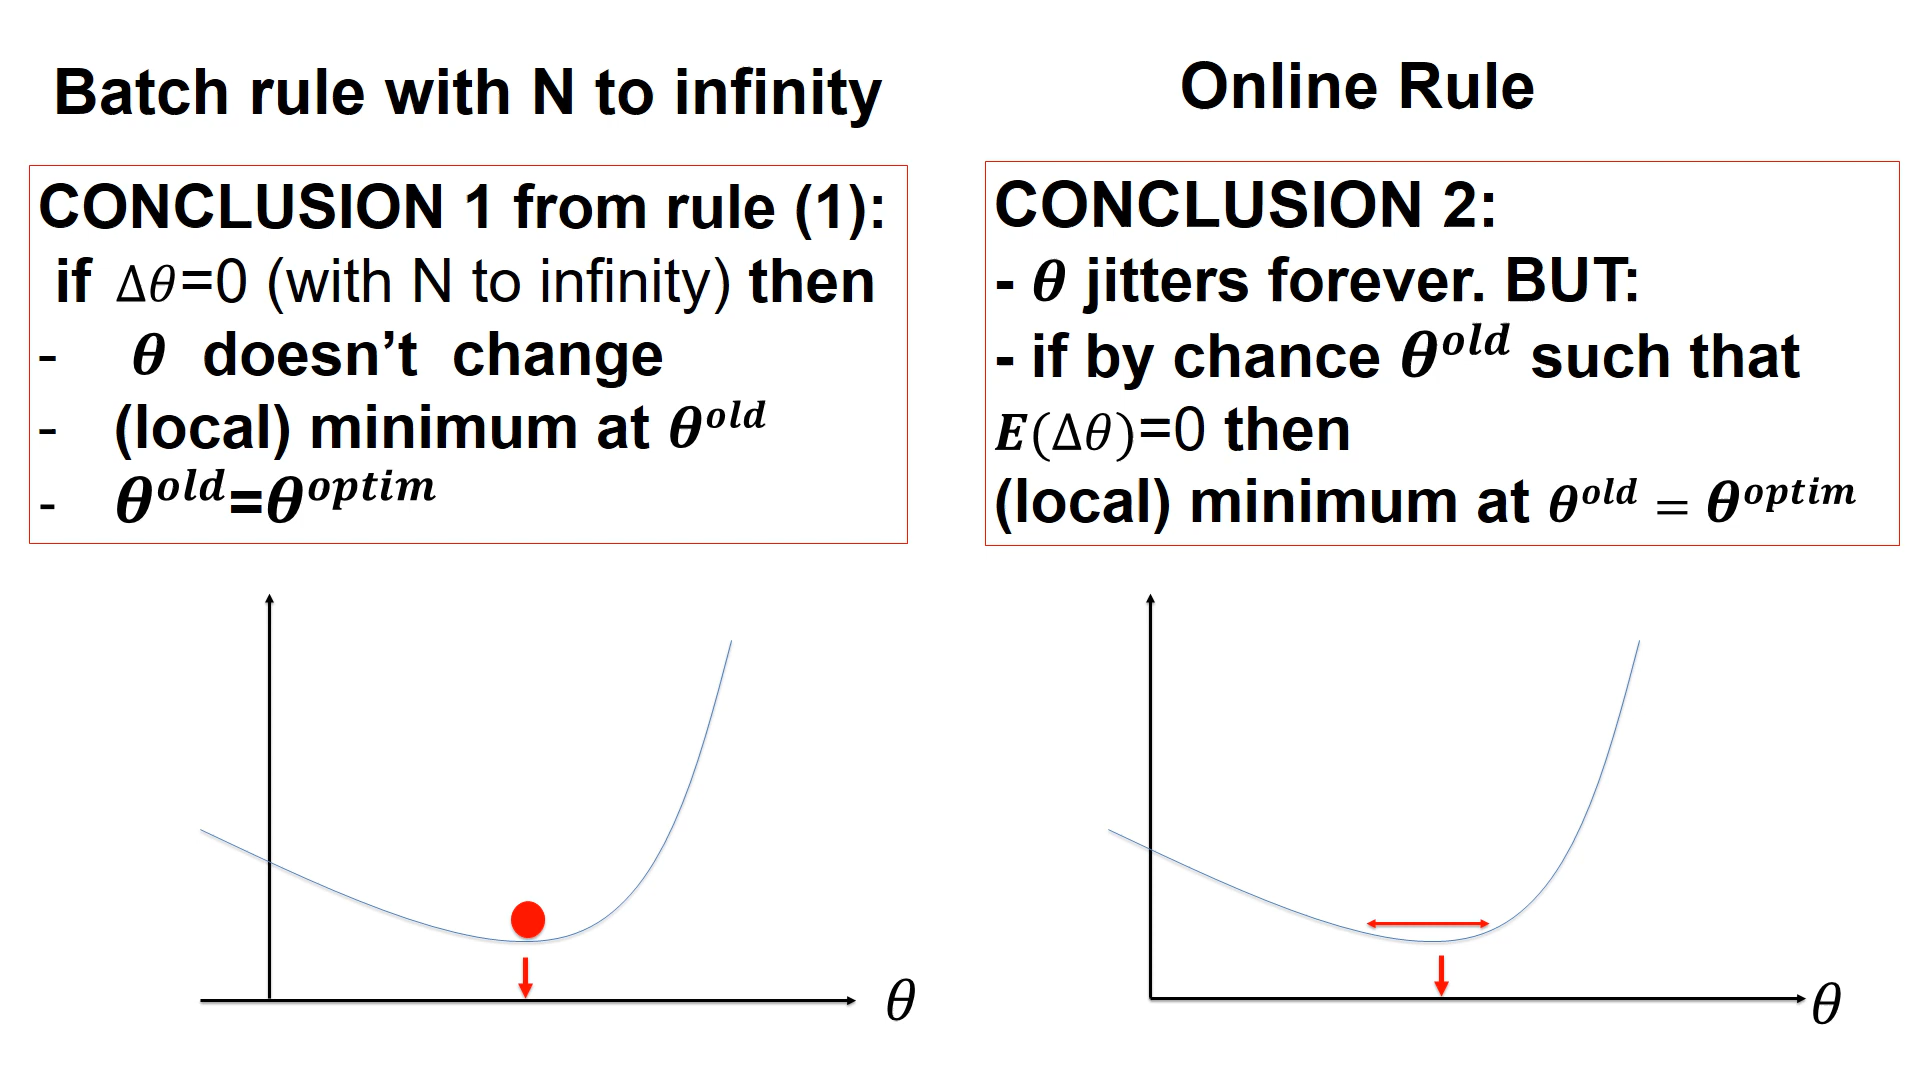 Batch rule with N to infinity
CONCLUSION 1 from rule (1):
if Δθ=0 (with N to infinity) then
- θ doesn’t change
- (local) minimum at θ^old
- θ^old=θ^optim
θ
Online Rule
CONCLUSION 2:
- θ jitters forever. BUT:
- if by chance θ^old such that
E(Δθ)=0 then
(local) minimum at θ^old = θ^optim
θ